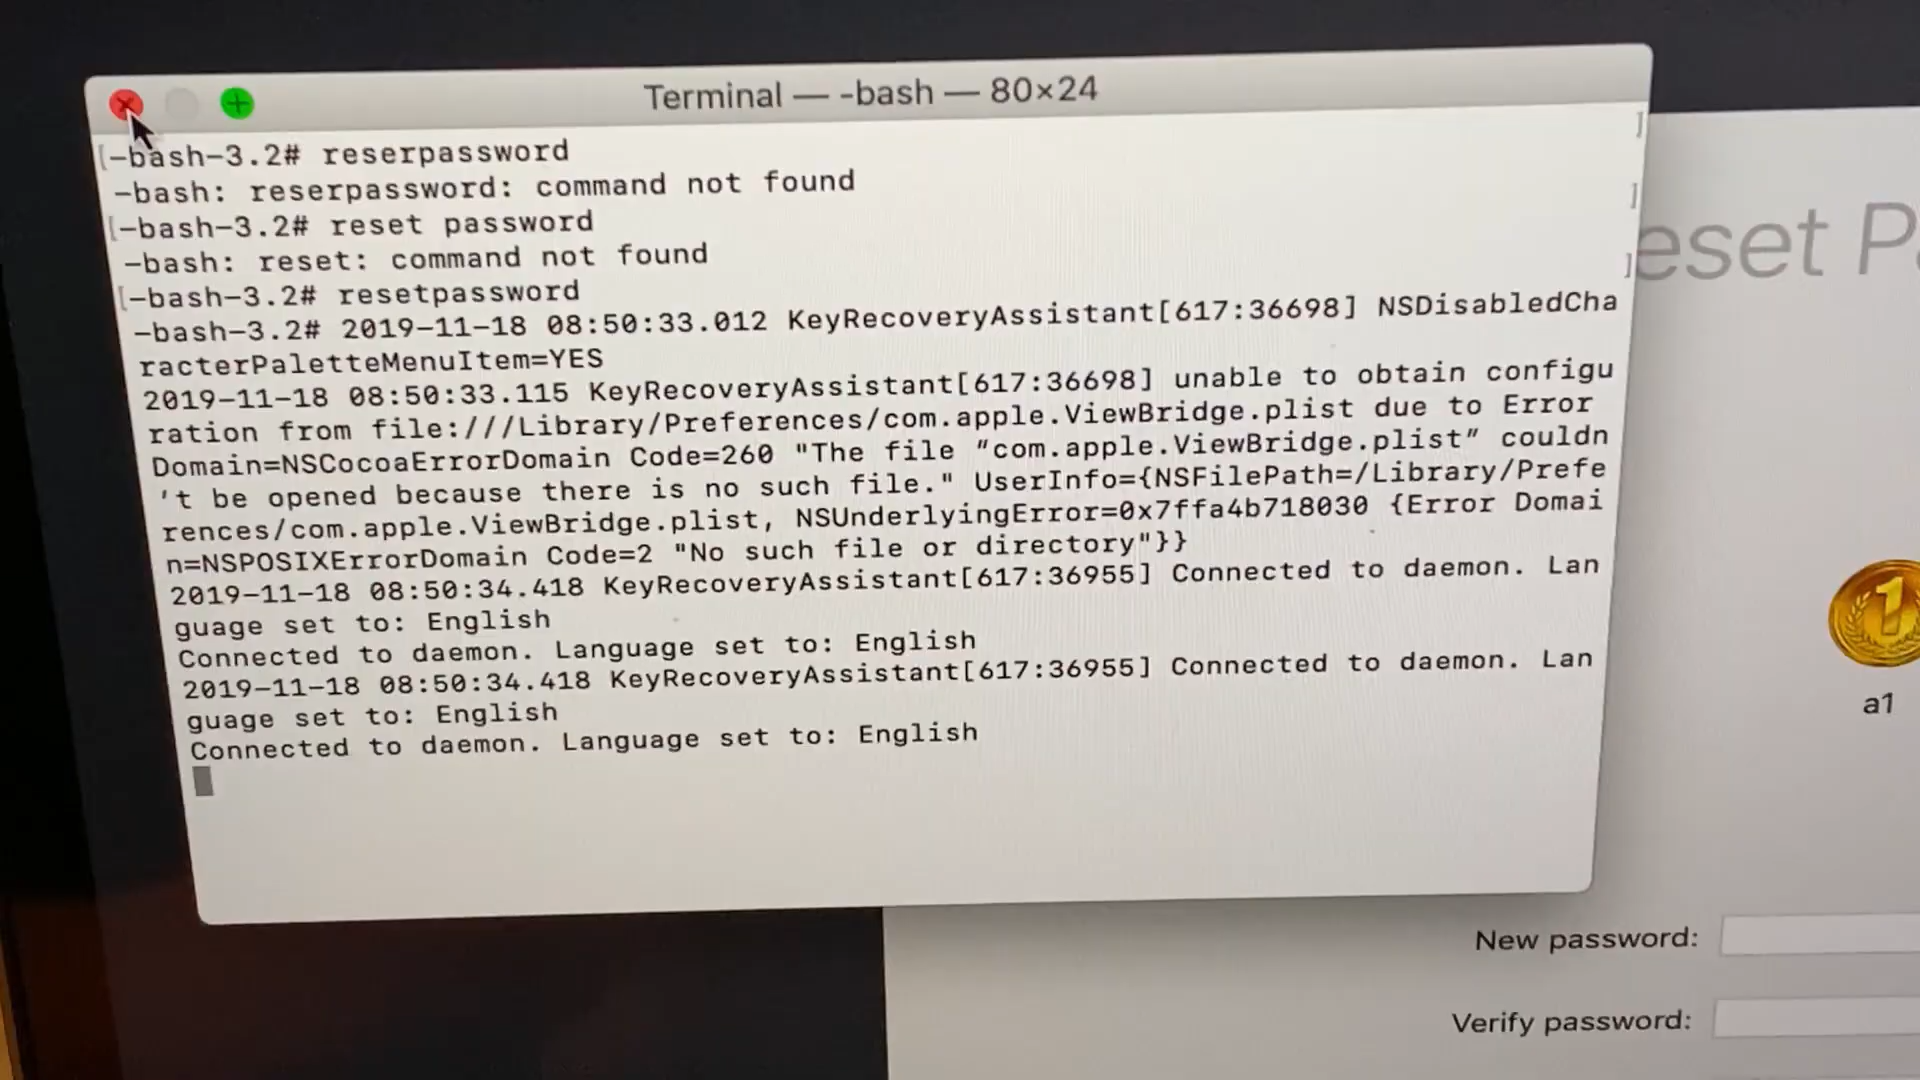 Terminal — -bash — 80×24
[-bash-3.2# reserpassword ]
-bash: reserpassword: command not found
[-bash-3.2# reset password ]
-bash: reset: command not found
[-bash-3.2# resetpassword ]
-bash-3.2# 2019-11-18 08:50:33.012 KeyRecoveryAssistant[617:36698] NSDisabledCha
racterPaletteMenuItem=YES
2019-11-18 08:50:33.115 KeyRecoveryAssistant[617:36698] unable to obtain configu
ration from file:///Library/Preferences/com.apple.ViewBridge.plist due to Error
Domain=NSCocoaErrorDomain Code=260 "The file “com.apple.ViewBridge.plist” couldn
’t be opened because there is no such file." UserInfo={NSFilePath=/Library/Prefe
rences/com.apple.ViewBridge.plist, NSUnderlyingError=0x7ffa4b718030 {Error Domai
n=NSPOSIXErrorDomain Code=2 "No such file or directory"}}
2019-11-18 08:50:34.418 KeyRecoveryAssistant[617:36955] Connected to daemon. Lan
guage set to: English
Connected to daemon. Language set to: English
2019-11-18 08:50:34.418 KeyRecoveryAssistant[617:36955] Connected to daemon. Lan
guage set to: English
Connected to daemon. Language set to: English
eset P
1
a1
New password:
Verify password: